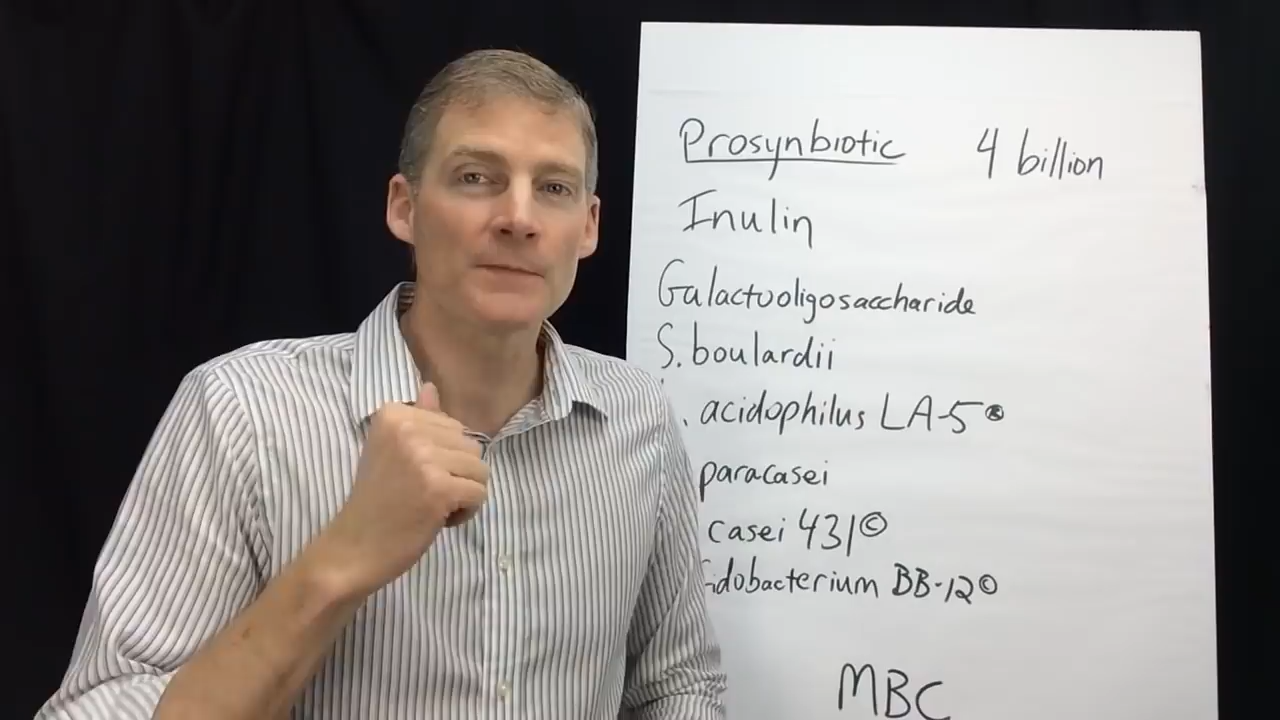 Prosynbiotic 4 billion
Inulin
Galactooligosaccharide
S. boulardii
. acidophilus LA-5®
paracasei
casei 431©
idobacterium BB-12©
MBC